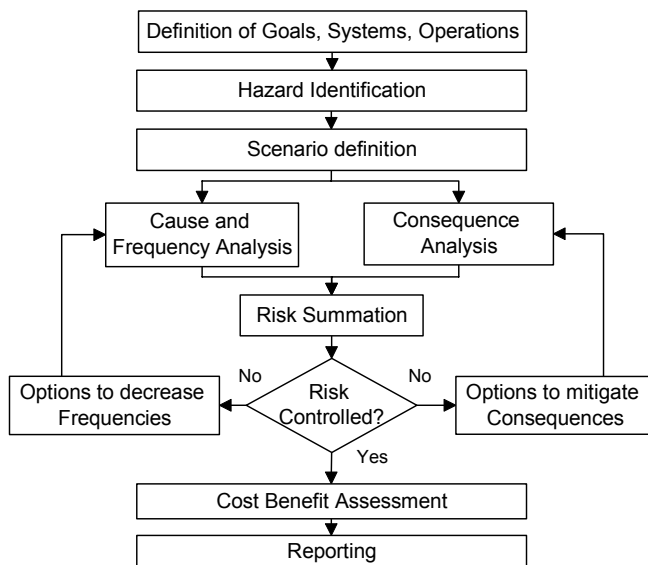 Definition of Goals, Systems, Operations
Hazard Identification
Scenario definition
Cause and
Frequency Analysis
Consequence
Analysis
Risk Summation
No
No
Options to decrease
Frequencies
Risk
Controlled?
Options to mitigate
Consequences
Yes
Cost Benefit Assessment
Reporting